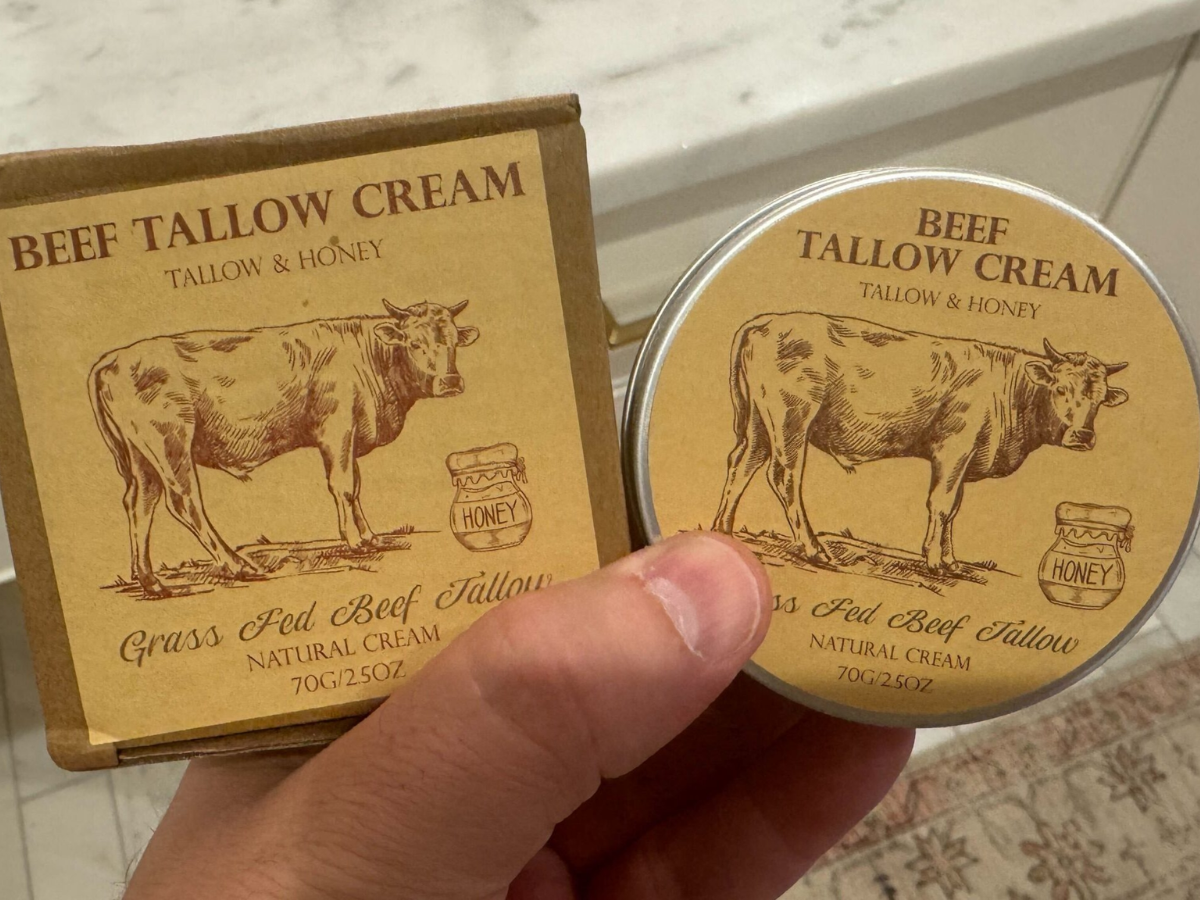 BEEF TALLOW CREAM
TALLOW & HONEY
HONEY
Grass Fed Beef Tallow
NATURAL CREAM
70G/2.5OZ
BEEF
TALLOW CREAM
TALLOW & HONEY
HONEY
Fed Beef Tallow
NATURAL CREAM
70G/2.5OZ